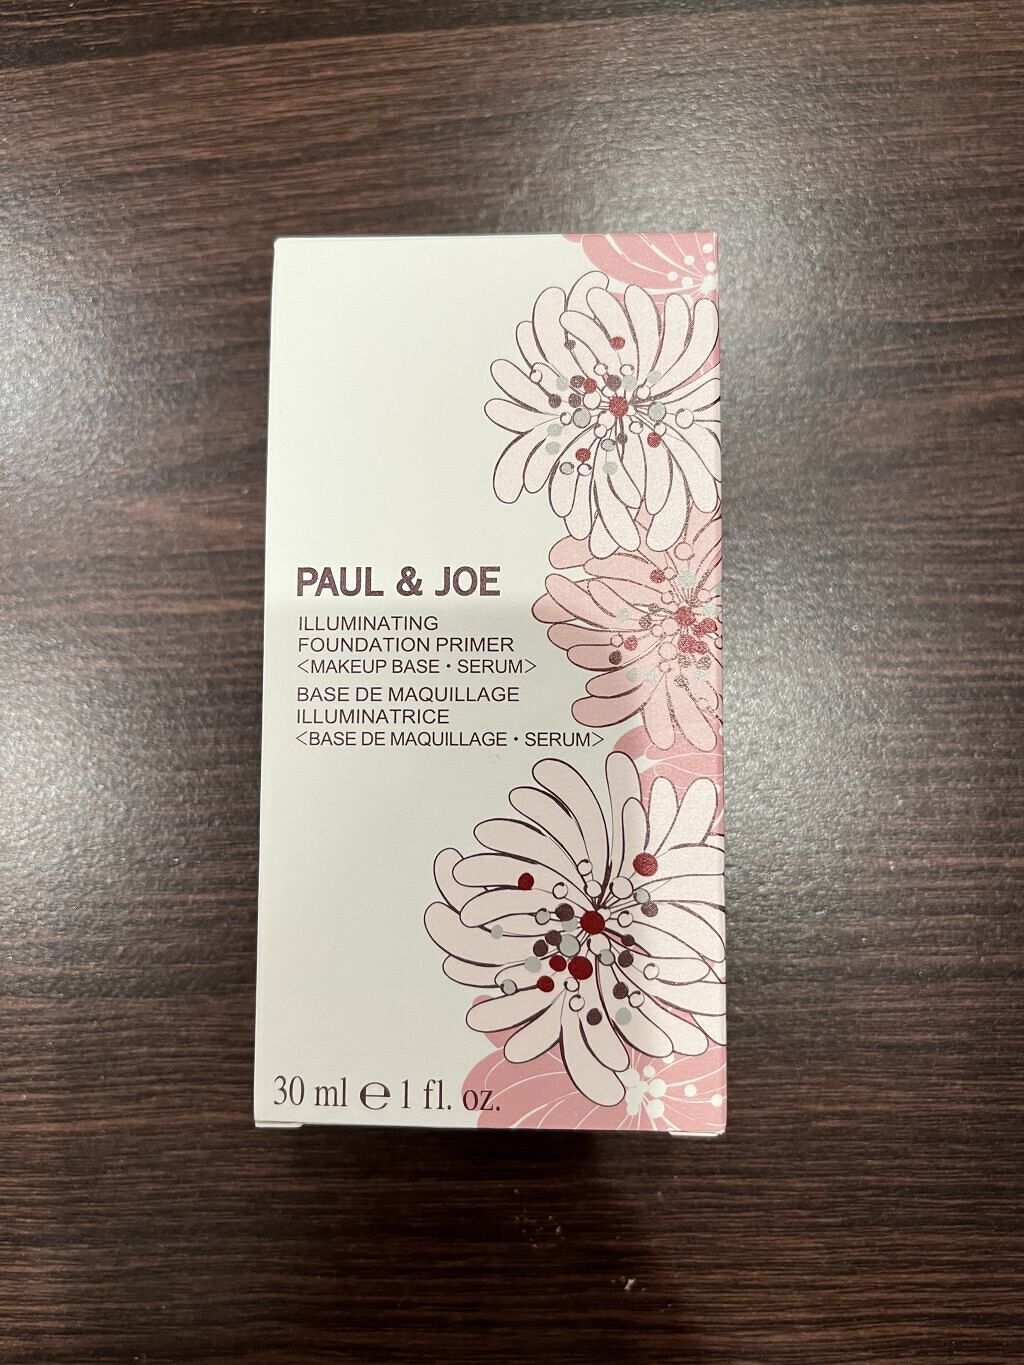 PAUL & JOE
ILLUMINATING
FOUNDATION PRIMER
<MAKEUP BASE・SERUM>
BASE DE MAQUILLAGE
ILLUMINATRICE
<BASE DE MAQUILLAGE・SERUM>
30 ml ℮ 1 fl. oz.